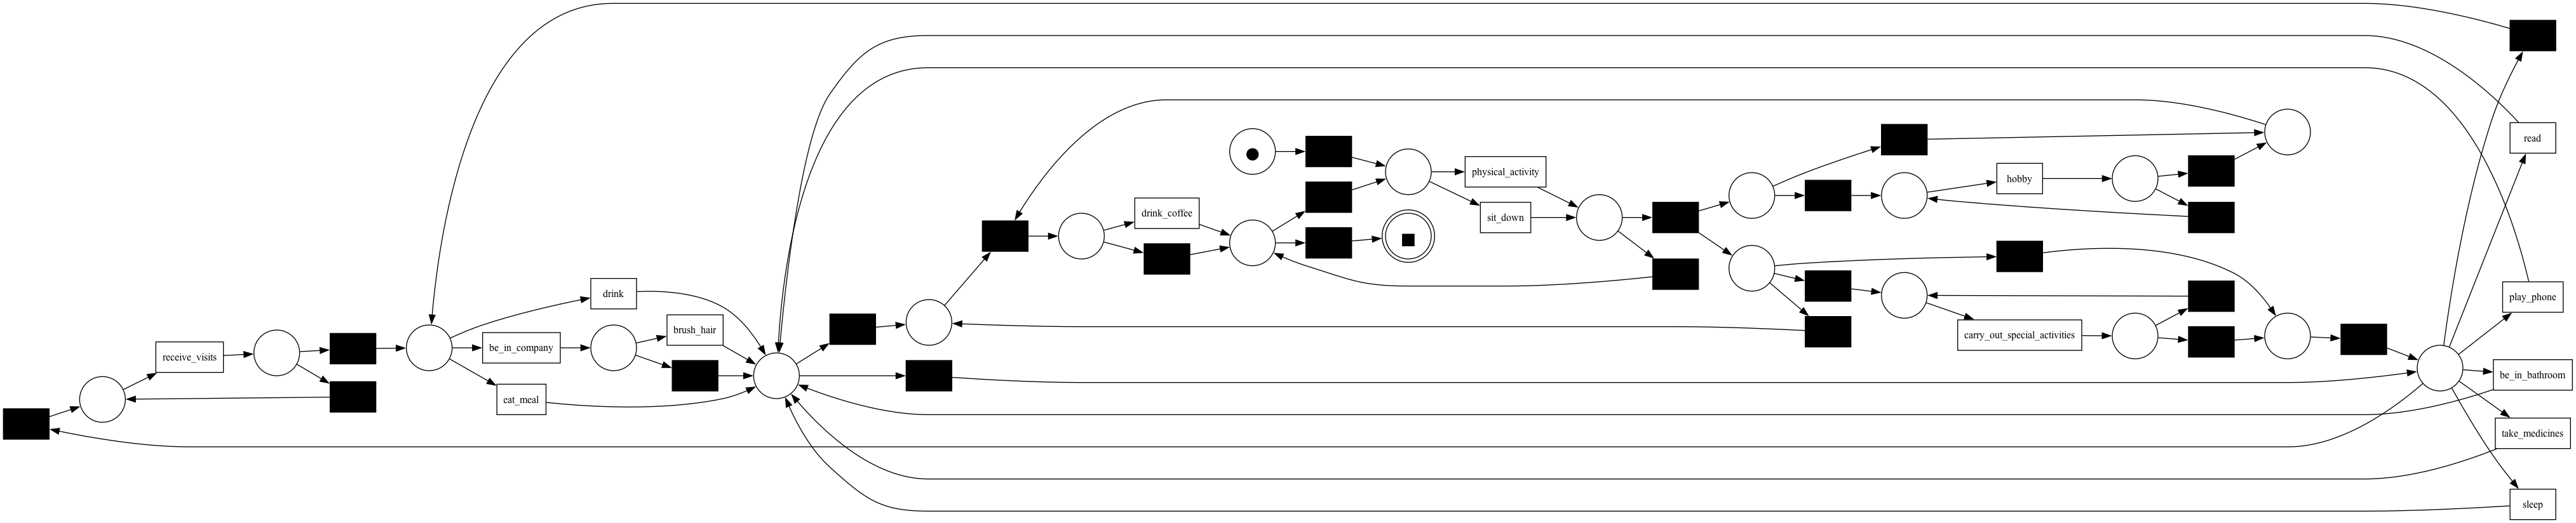 read
physical_activity
hobby
drink_coffee
sit_down
drink
play_phone
brush_hair
carry_out_special_activities
be_in_company
receive_visits
be_in_bathroom
eat_meal
take_medicines
sleep